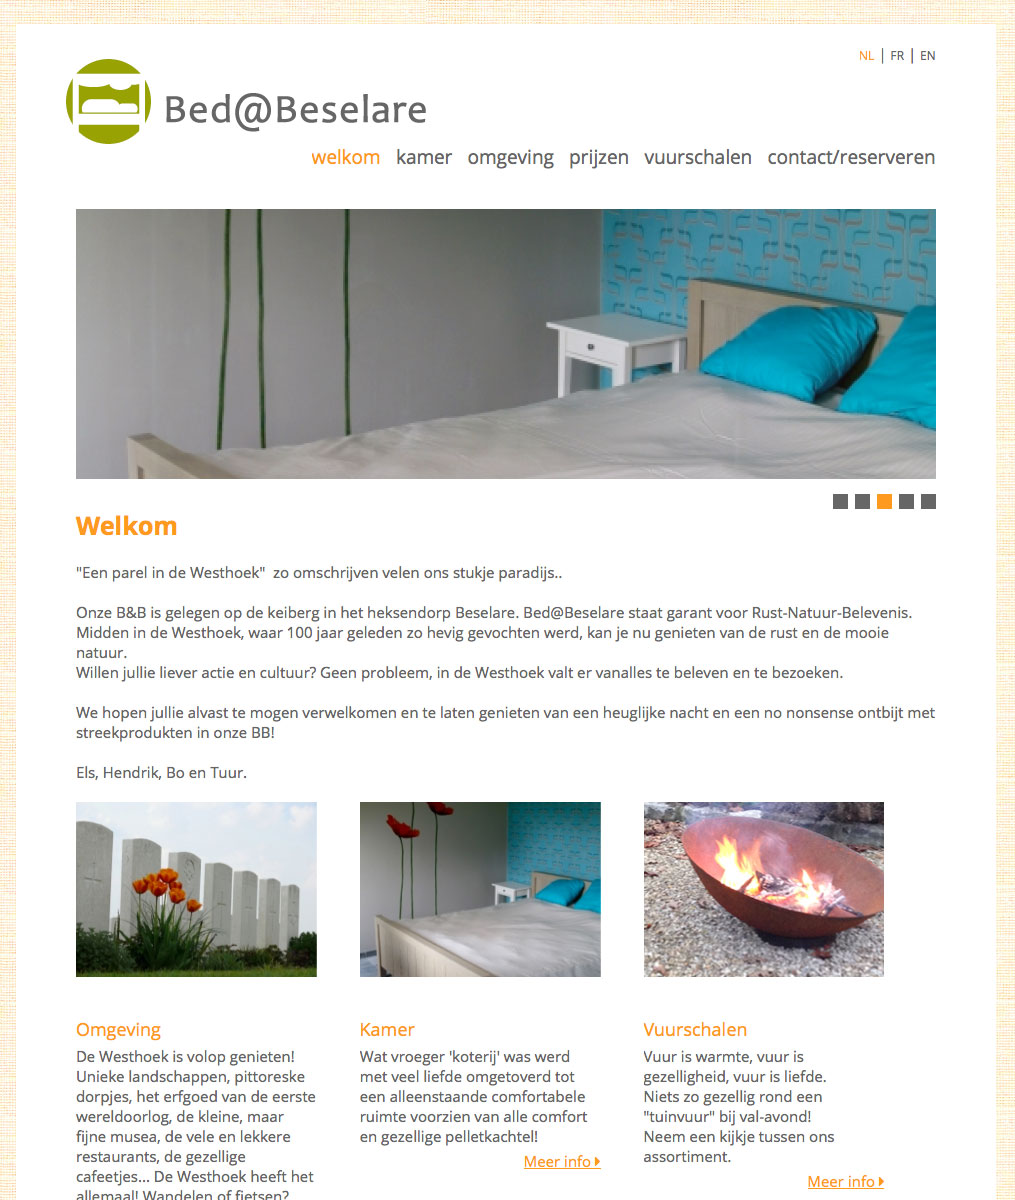 NL | FR | EN
Bed@Beselare
welkom kamer omgeving prijzen vuurschalen contact/reserveren
Welkom
"Een parel in de Westhoek"  zo omschrijven velen ons stukje paradijs..
Onze B&B is gelegen op de keiberg in het heksendorp Beselare. Bed@Beselare staat garant voor Rust-Natuur-Belevenis.
Midden in de Westhoek, waar 100 jaar geleden zo hevig gevochten werd, kan je nu genieten van de rust en de mooie
natuur.
Willen jullie liever actie en cultuur? Geen probleem, in de Westhoek valt er vanalles te beleven en te bezoeken.
We hopen jullie alvast te mogen verwelkomen en te laten genieten van een heuglijke nacht en een no nonsense ontbijt met
streekprodukten in onze BB!
Els, Hendrik, Bo en Tuur.
Omgeving
De Westhoek is volop genieten!
Unieke landschappen, pittoreske
dorpjes, het erfgoed van de eerste
wereldoorlog, de kleine, maar
fijne musea, de vele en lekkere
restaurants, de gezellige
cafeetjes... De Westhoek heeft het
allemaal! Wandelen of fietsen?
Kamer
Wat vroeger 'koterij' was werd
met veel liefde omgetoverd tot
een alleenstaande comfortabele
ruimte voorzien van alle comfort
en gezellige pelletkachtel!
Meer info
Vuurschalen
Vuur is warmte, vuur is
gezelligheid, vuur is liefde.
Niets zo gezellig rond een
"tuinvuur" bij val-avond!
Neem een kijkje tussen ons
assortiment.
Meer info